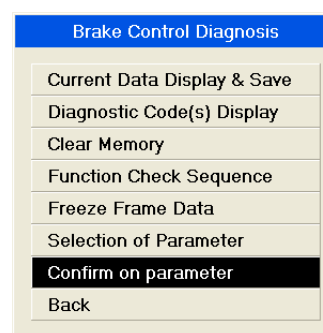 Brake Control Diagnosis
Current Data Display & Save
Diagnostic Code(s) Display
Clear Memory
Function Check Sequence
Freeze Frame Data
Selection of Parameter
Confirm on parameter
Back